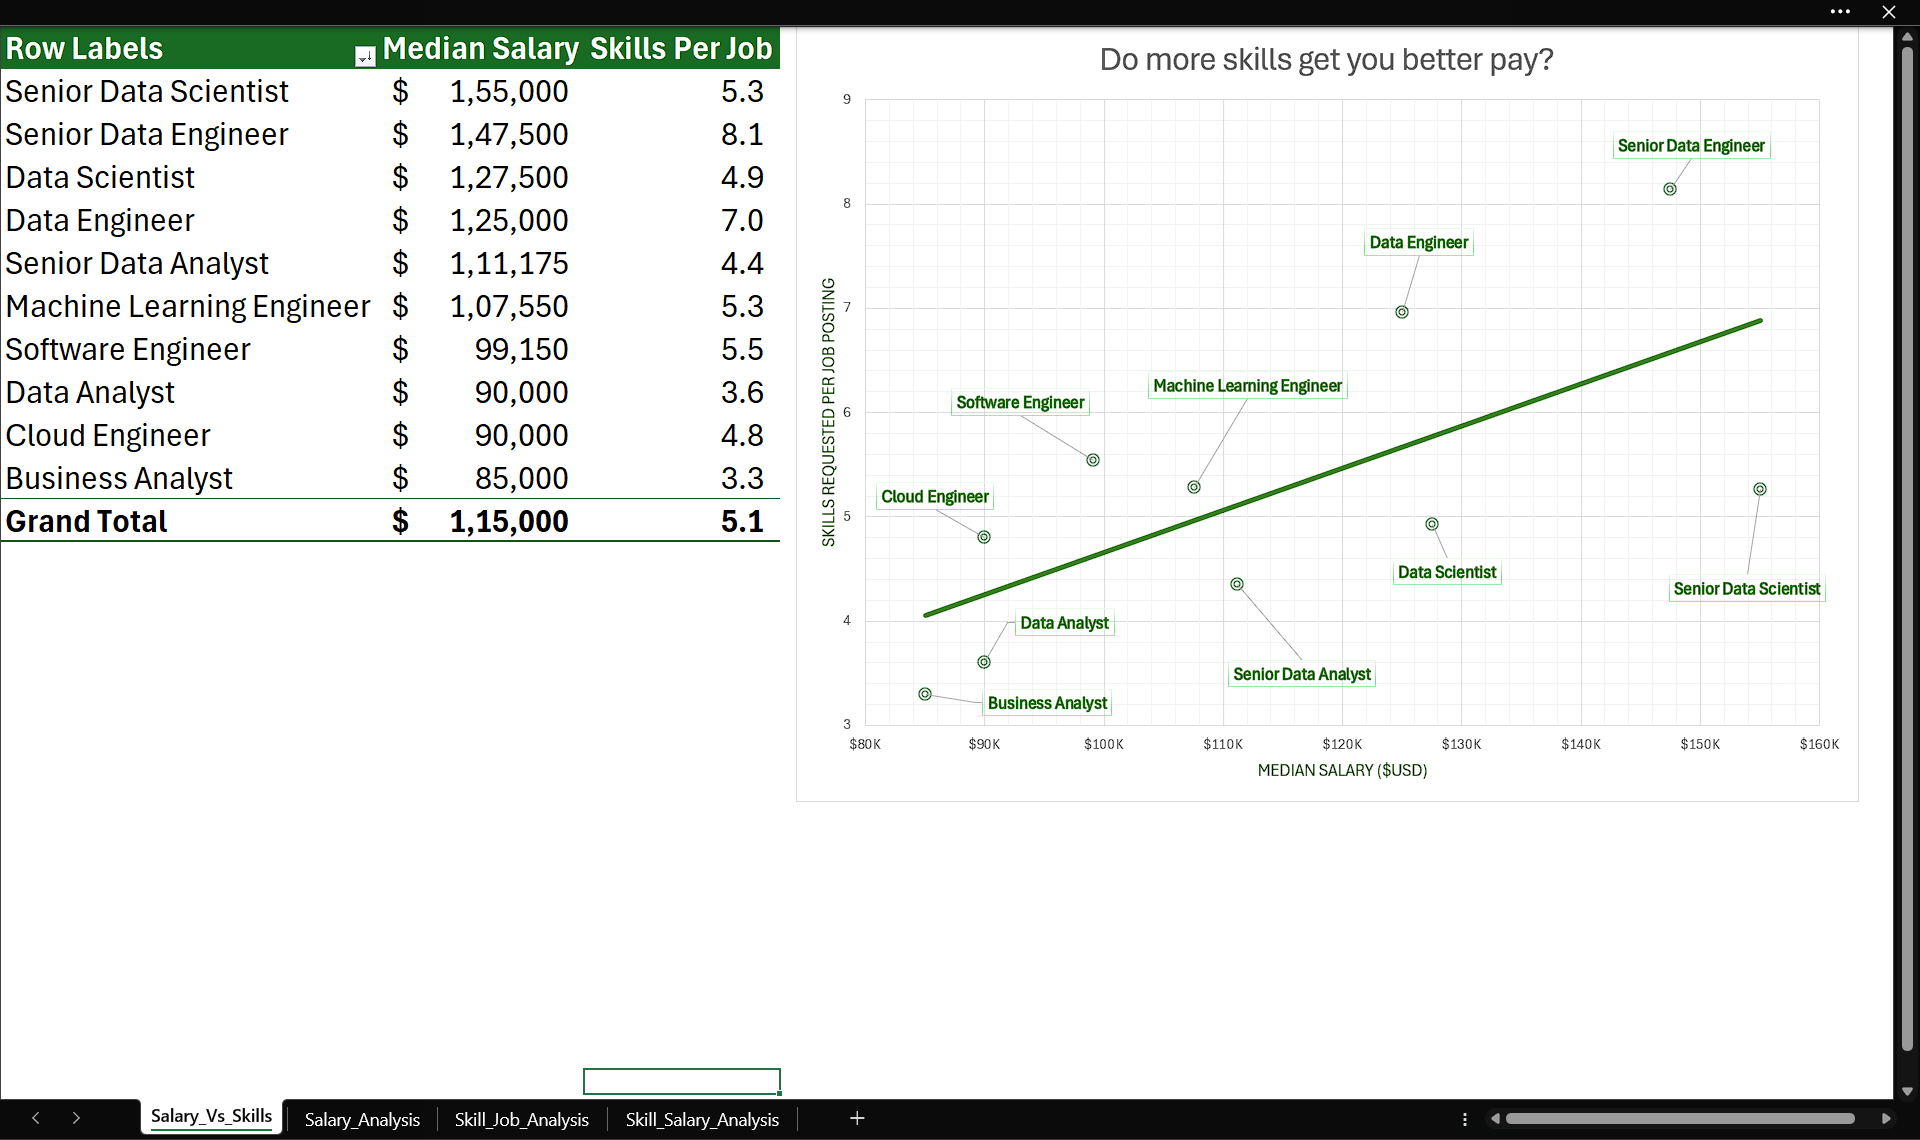 Row Labels Median Salary Skills Per Job
Senior Data Scientist $ 1,55,000 5.3
Senior Data Engineer $ 1,47,500 8.1
Data Scientist $ 1,27,500 4.9
Data Engineer $ 1,25,000 7.0
Senior Data Analyst $ 1,11,175 4.4
Machine Learning Engineer $ 1,07,550 5.3
Software Engineer $ 99,150 5.5
Data Analyst $ 90,000 3.6
Cloud Engineer $ 90,000 4.8
Business Analyst $ 85,000 3.3
Grand Total $ 1,15,000 5.1
Do more skills get you better pay?
SKILLS REQUESTED PER JOB POSTING
9
8
7
6
5
4
3
Senior Data Engineer
Data Engineer
Machine Learning Engineer
Software Engineer
Cloud Engineer
Data Scientist
Senior Data Scientist
Data Analyst
Senior Data Analyst
Business Analyst
$80K $90K $100K $110K $120K $130K $140K $150K $160K
MEDIAN SALARY ($USD)
Salary_Vs_Skills Salary_Analysis Skill_Job_Analysis Skill_Salary_Analysis